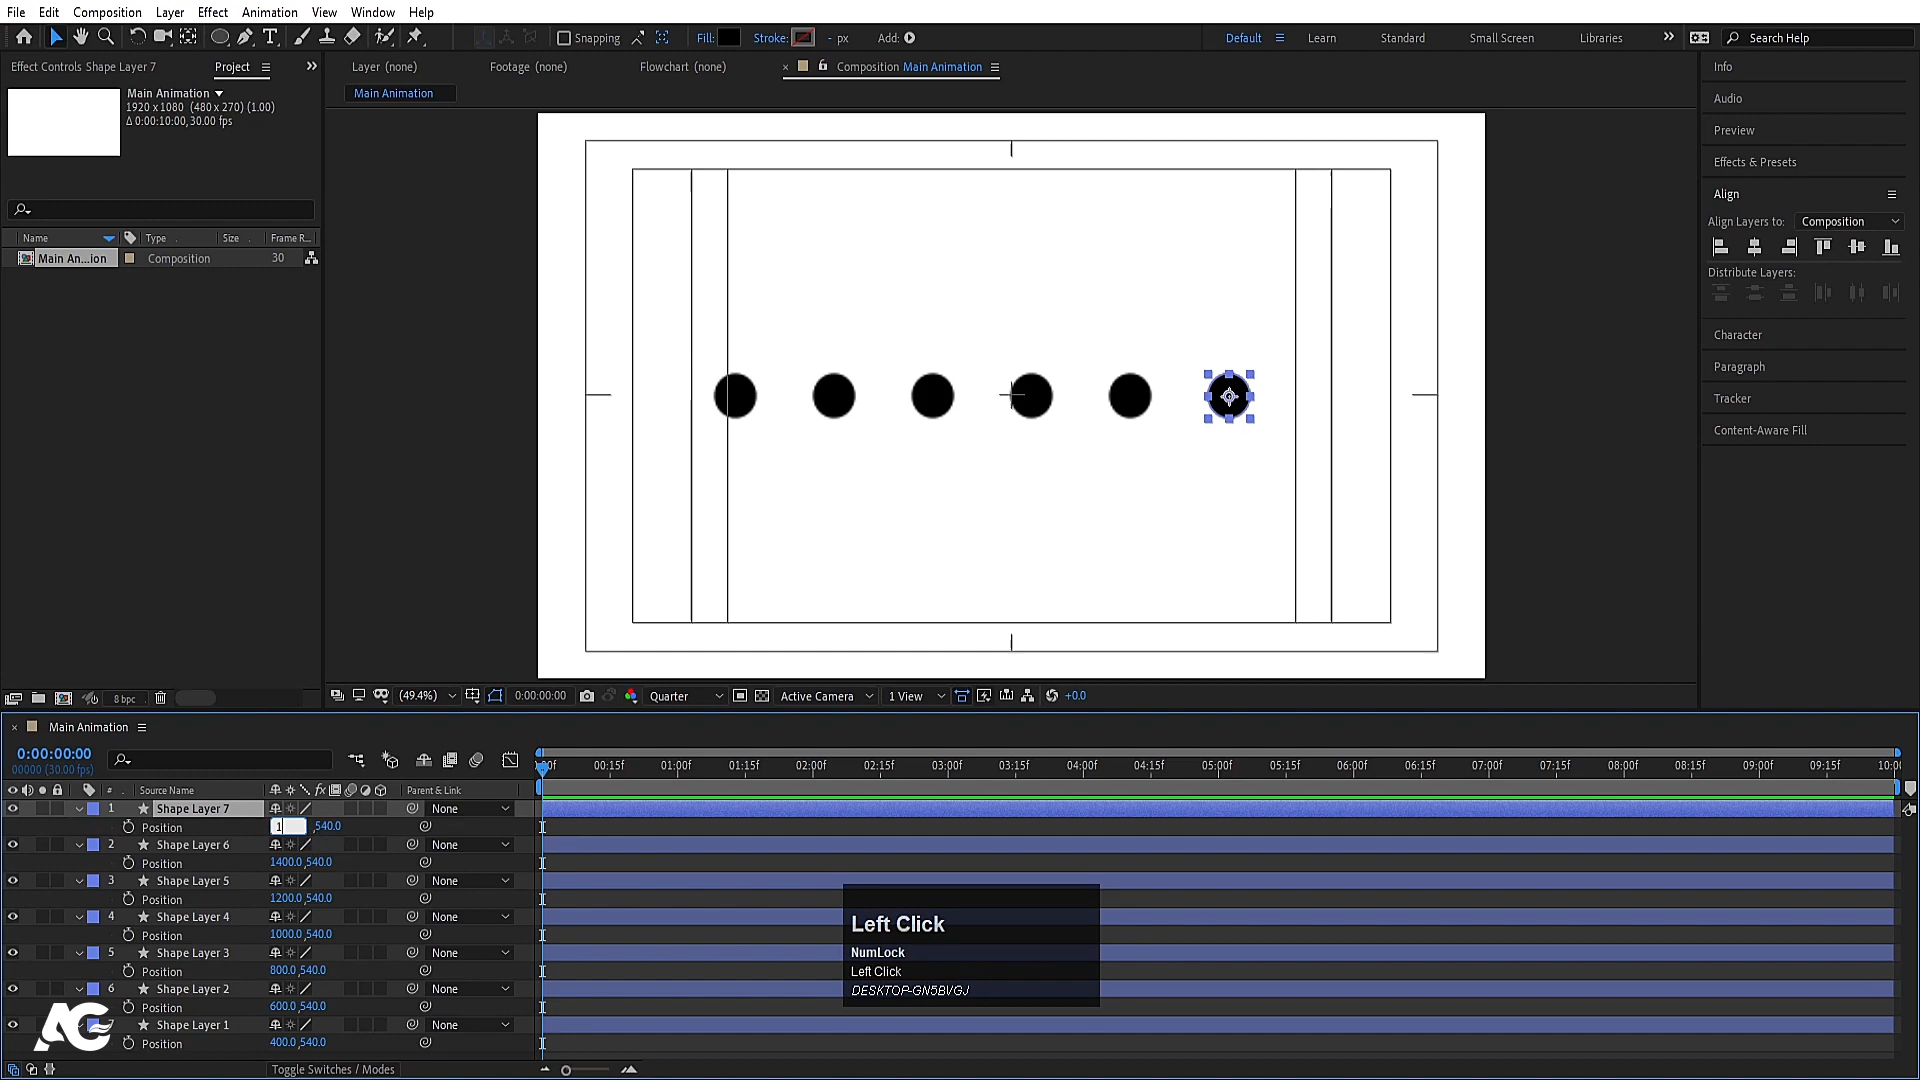 File Edit Composition Layer Effect Animation View Window Help
Snapping Fill: Stroke: - px Add: Default Learn Standard Small Screen Libraries Search Help
Effect Controls Shape Layer 7 Project Layer (none) Footage (none) Flowchart (none) Composition Main Animation
Main Animation
Main Animation
1920 x 1080 (480 x 270) (1.00)
Δ 0:00:10:00, 30.00 fps
Name Type Size Frame R...
Main An...ion Composition 30
Info
Audio
Preview
Effects & Presets
Align
Align Layers to: Composition
Distribute Layers:
Character
Paragraph
Tracker
Content-Aware Fill
8 bpc (49.4%) 0:00:00:00 Quarter Active Camera 1 View +0.0
Main Animation
0:00:00:00
00000 (30.00 fps)
00:15f 01:00f 01:15f 02:00f 02:15f 03:00f 03:15f 04:00f 04:15f 05:00f 05:15f 06:00f 06:15f 07:00f 07:15f 08:00f 08:15f 09:00f 09:15f 10:00
# Source Name fx Parent & Link
1 Shape Layer 7 None
Position 1 ,540.0
2 Shape Layer 6 None
Position 1400.0,540.0
3 Shape Layer 5 None
Position 1200.0,540.0
4 Shape Layer 4 None
Position 1000.0,540.0
5 Shape Layer 3 None
Position 800.0,540.0
6 Shape Layer 2 None
Position 600.0,540.0
7 Shape Layer 1 None
Position 400.0,540.0
Toggle Switches / Modes
Left Click
NumLock
Left Click
DESKTOP-GN5BVGJ
AG